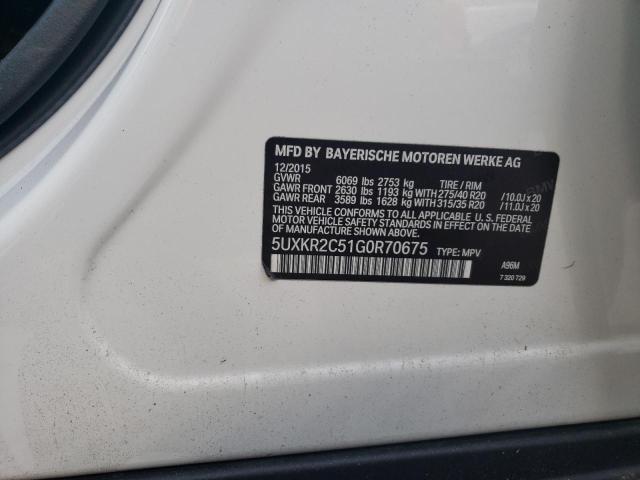 MFD BY BAYERISCHE MOTOREN WERKE AG
12/2015
GVWR 6069 lbs 2753 kg TIRE / RIM
GAWR FRONT 2630 lbs 1193 kg WITH 275/40 R20 / 10.0J x 20
GAWR REAR 3589 lbs 1628 kg WITH 315/35 R20 / 11.0J x 20
THIS VEHICLE CONFORMS TO ALL APPLICABLE U. S. FEDERAL
MOTOR VEHICLE SAFETY STANDARDS IN EFFECT ON THE
DATE OF MANUFACTURE SHOWN ABOVE.
5UXKR2C51G0R70675 TYPE: MPV
A96M
7 320 729